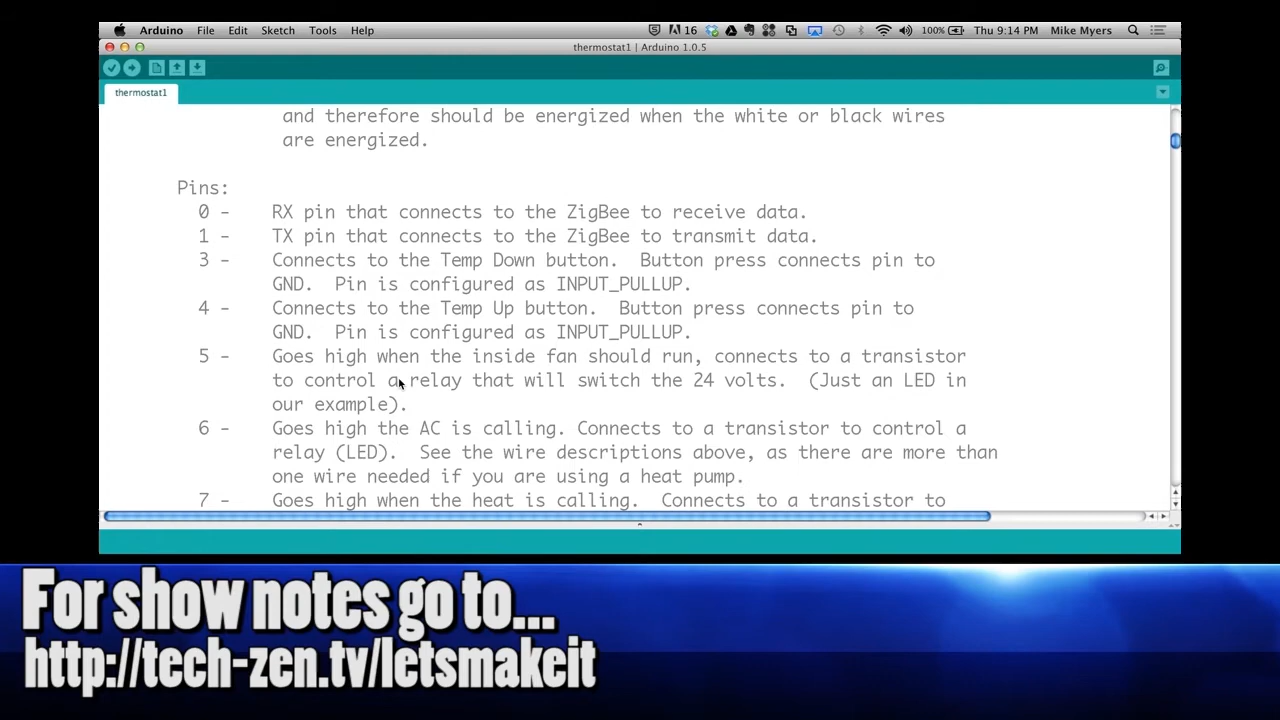 Arduino File Edit Sketch Tools Help 16 100% Thu 9:14 PM Mike Myers
thermostat1 | Arduino 1.0.5
thermostat1
and therefore should be energized when the white or black wires
are energized.
Pins:
0 - RX pin that connects to the ZigBee to receive data.
1 - TX pin that connects to the ZigBee to transmit data.
3 - Connects to the Temp Down button. Button press connects pin to
GND. Pin is configured as INPUT_PULLUP.
4 - Connects to the Temp Up button. Button press connects pin to
GND. Pin is configured as INPUT_PULLUP.
5 - Goes high when the inside fan should run, connects to a transistor
to control a relay that will switch the 24 volts. (Just an LED in
our example).
6 - Goes high the AC is calling. Connects to a transistor to control a
relay (LED). See the wire descriptions above, as there are more than
one wire needed if you are using a heat pump.
7 - Goes high when the heat is calling. Connects to a transistor to
For show notes go to...
http://tech-zen.tv/letsmakeit